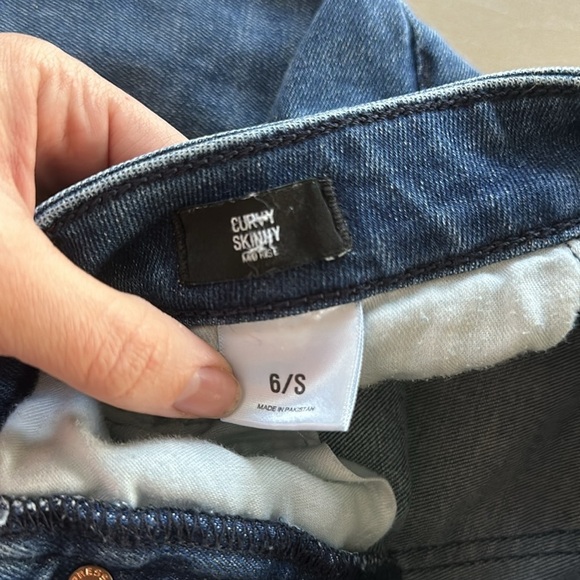 CURVY
SKINNY
MID RISE
6/S
MADE IN PAKISTAN